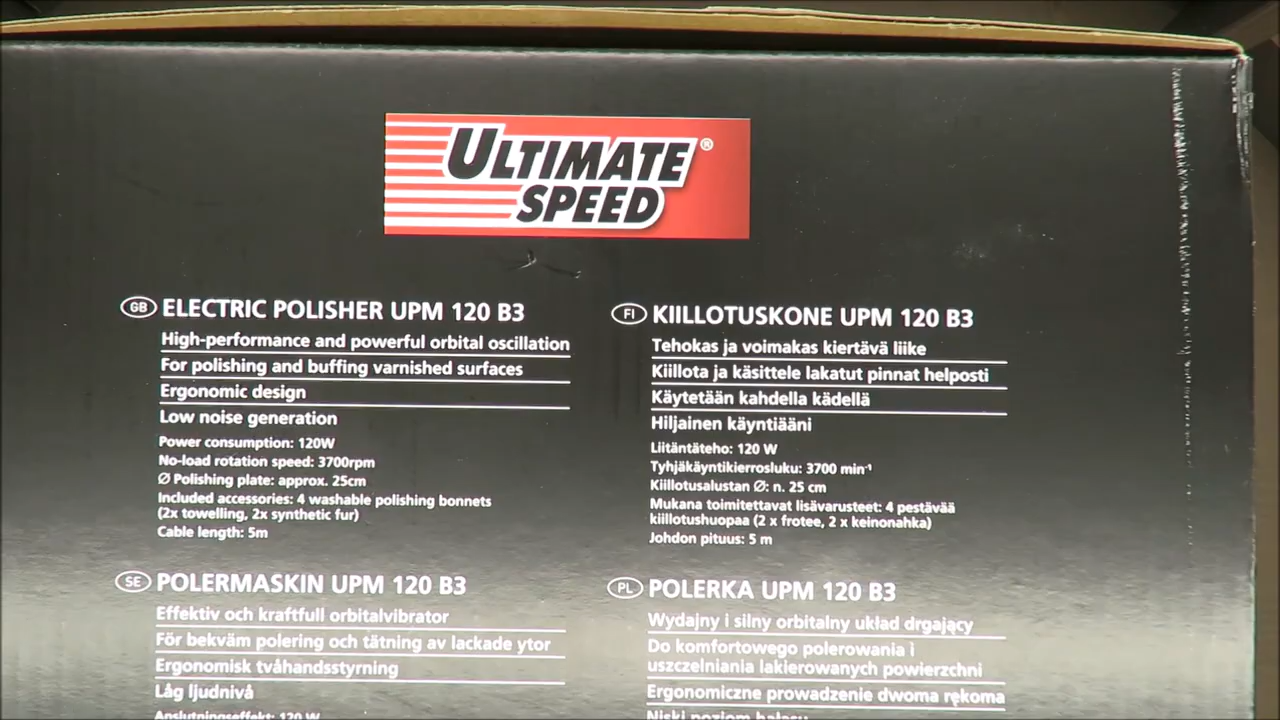 ULTIMATE ®
SPEED
GB ELECTRIC POLISHER UPM 120 B3
High-performance and powerful orbital oscillation
For polishing and buffing varnished surfaces
Ergonomic design
Low noise generation
Power consumption: 120W
No-load rotation speed: 3700rpm
Ø Polishing plate: approx. 25cm
Included accessories: 4 washable polishing bonnets
(2x towelling, 2x synthetic fur)
Cable length: 5m
FI KIILLOTUSKONE UPM 120 B3
Tehokas ja voimakas kiertävä liike
Kiillota ja käsittele lakatut pinnat helposti
Käytetään kahdella kädellä
Hiljainen käyntiääni
Liitäntäteho: 120 W
Tyhjäkäyntikierrosluku: 3700 min⁻¹
Kiillotusalustan Ø: n. 25 cm
Mukana toimitettavat lisävarusteet: 4 pestävää
kiillotushuopaa (2 x frotee, 2 x keinonahka)
Johdon pituus: 5 m
SE POLERMASKIN UPM 120 B3
Effektiv och kraftfull orbitalvibrator
För bekväm polering och tätning av lackade ytor
Ergonomisk tvåhandsstyrning
Låg ljudnivå
Anslutningseffekt: 120 W
PL POLERKA UPM 120 B3
Wydajny i silny orbitalny układ drgający
Do komfortowego polerowania i
uszczelniania lakierowanych powierzchni
Ergonomiczne prowadzenie dwoma rękoma
Niski poziom hałasu